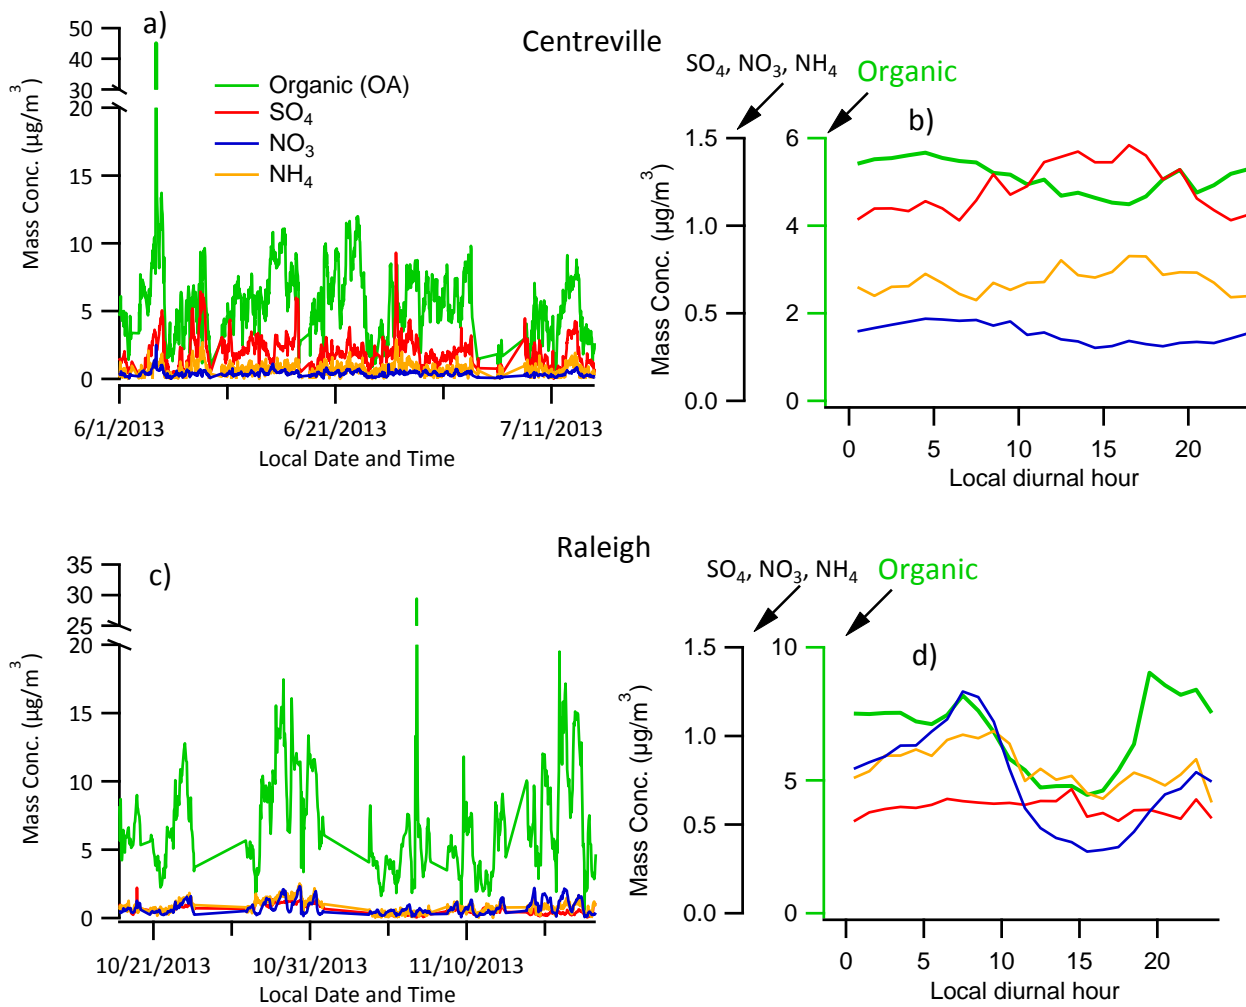 a)
Centreville
50
40
30
20
15
10
5
0
Mass Conc. (µg/m³)
Organic (OA)
SO₄
NO₃
NH₄
6/1/2013
6/21/2013
7/11/2013
Local Date and Time
SO₄, NO₃, NH₄
Organic
b)
1.5
1.0
0.5
0.0
Mass Conc. (µg/m³)
6
4
2
0
0
5
10
15
20
Local diurnal hour
Raleigh
c)
35
30
25
20
15
10
5
0
Mass Conc. (µg/m³)
10/21/2013
10/31/2013
11/10/2013
Local Date and Time
SO₄, NO₃, NH₄
Organic
d)
1.5
1.0
0.5
0.0
Mass Conc. (µg/m³)
10
5
0
0
5
10
15
20
Local diurnal hour